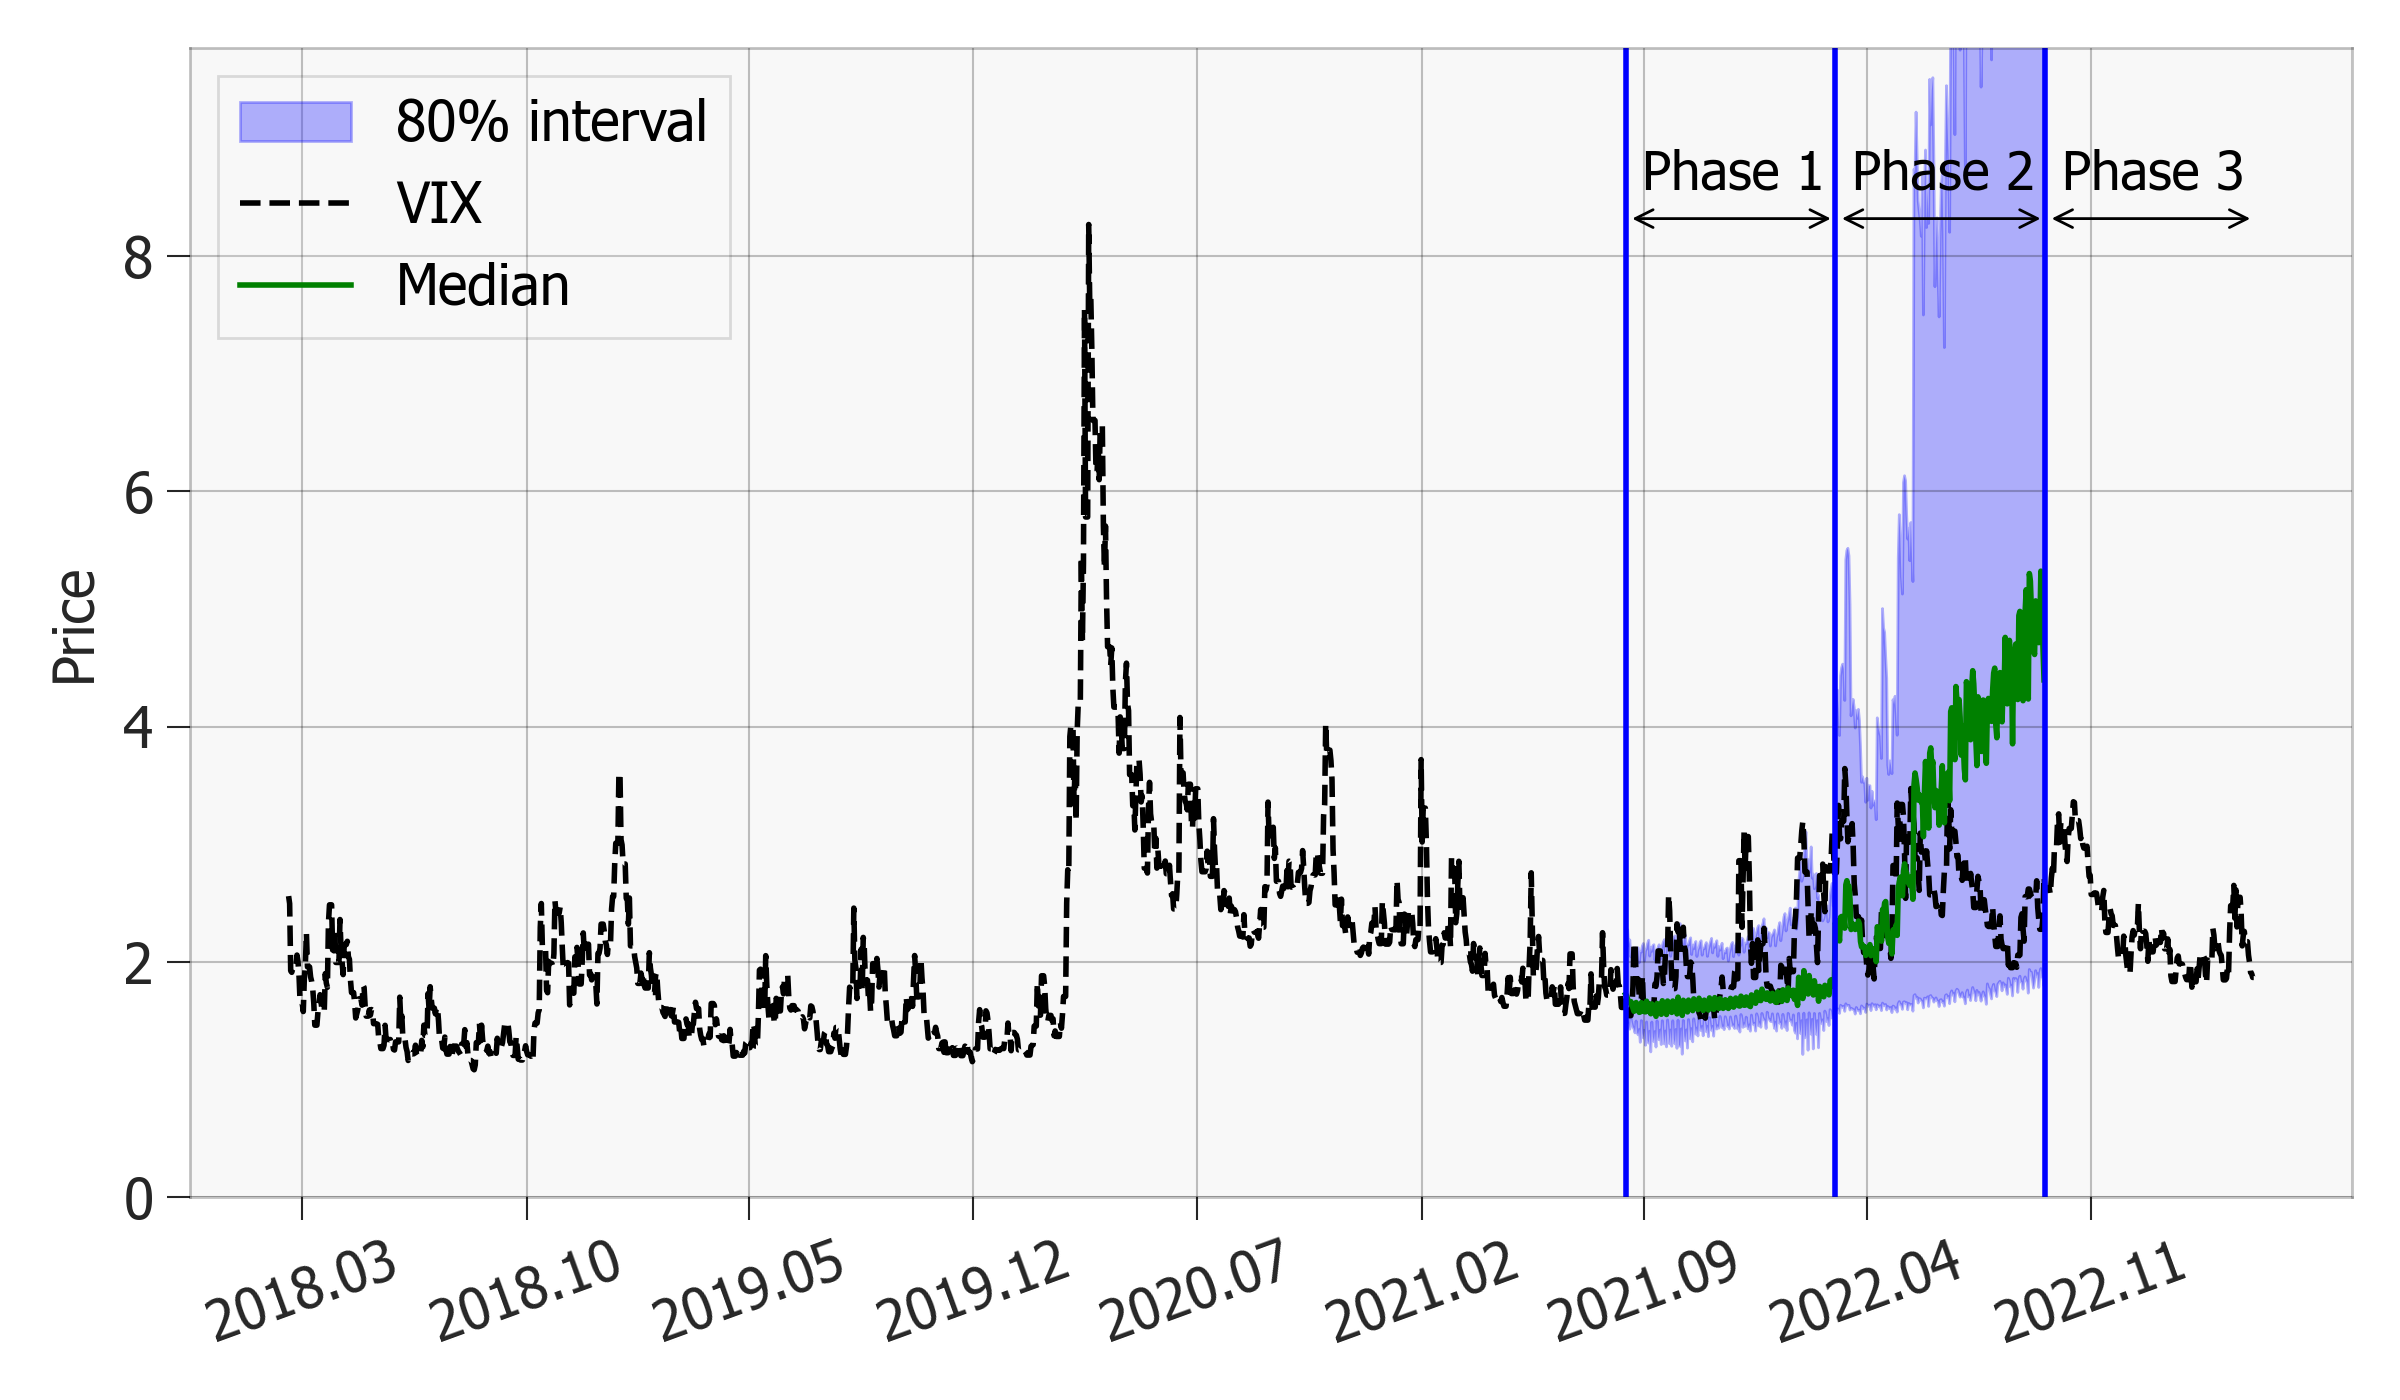 80% interval
VIX
Median
Phase 1
Phase 2
Phase 3
Price
8
6
4
2
0
2018.03
2018.10
2019.05
2019.12
2020.07
2021.02
2021.09
2022.04
2022.11